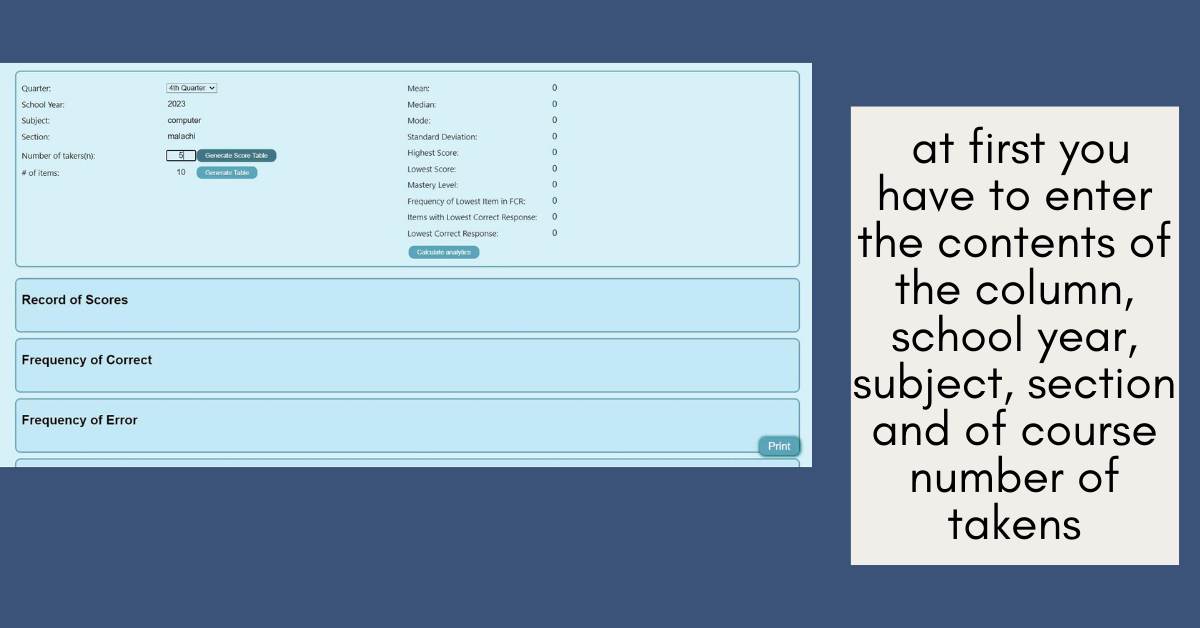 Quarter: 4th Quarter
School Year: 2023
Subject: computer
Section: malachi
Number of takers(n): 5 Generate Score Table
# of items: 10 Generate Table
Mean: 0
Median: 0
Mode: 0
Standard Deviation: 0
Highest Score: 0
Lowest Score: 0
Mastery Level: 0
Frequency of Lowest Item in FCR: 0
Items with Lowest Correct Response: 0
Lowest Correct Response: 0
Calculate analytics
Record of Scores
Frequency of Correct
Frequency of Error
Print
at first you
have to enter
the contents of
the column,
school year,
subject, section
and of course
number of
takens